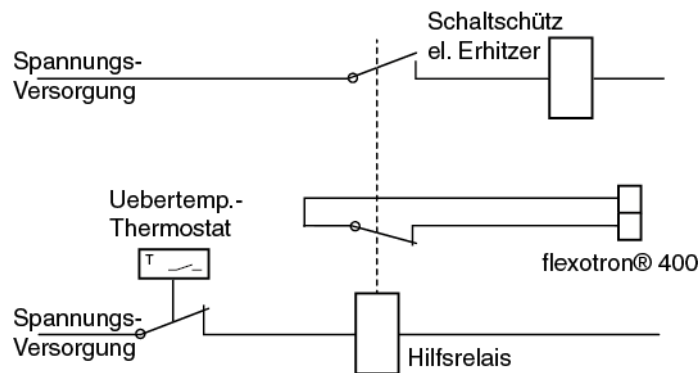 Schaltschütz
el. Erhitzer
Spannungs-
Versorgung
Uebertemp.-
Thermostat
T
flexotron® 400
Spannungs-
Versorgung
Hilfsrelais